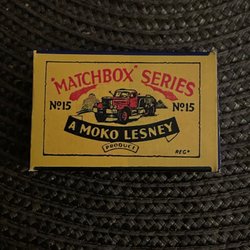 "MATCHBOX" SERIES
No15 No15
A MOKO LESNEY
PRODUCT
REGD